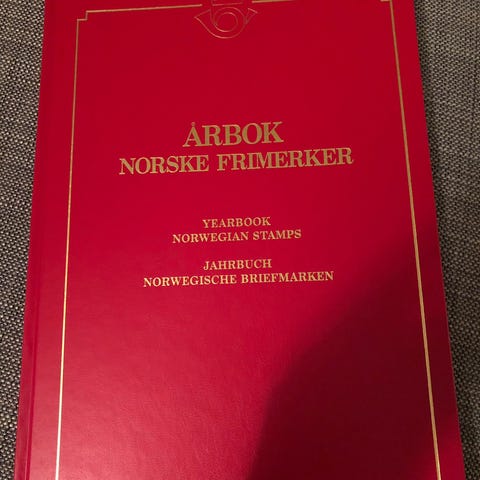 ÅRBOK
NORSKE FRIMERKER
YEARBOOK
NORWEGIAN STAMPS
JAHRBUCH
NORWEGISCHE BRIEFMARKEN